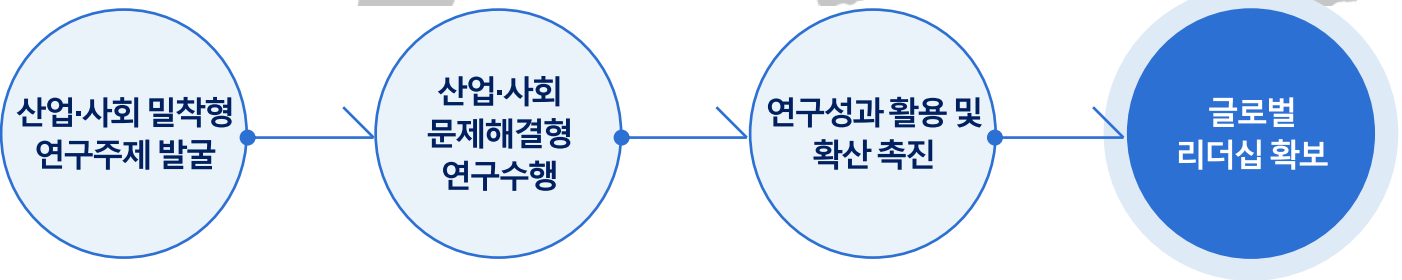 산업·사회 밀착형
연구주제 발굴
산업·사회
문제해결형
연구수행
연구성과 활용 및
확산 촉진
글로벌
리더십 확보